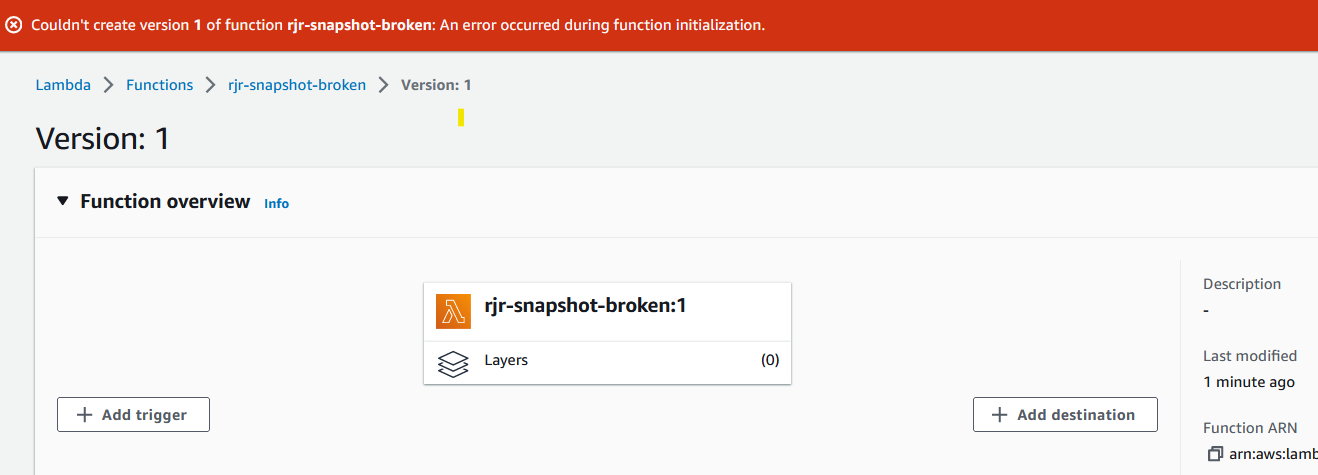 Couldn't create version 1 of function rjr-snapshot-broken: An error occurred during function initialization.
Lambda > Functions > rjr-snapshot-broken > Version: 1
Version: 1
Function overview Info
rjr-snapshot-broken:1
Layers (0)
+ Add trigger
+ Add destination
Description
-
Last modified
1 minute ago
Function ARN
arn:aws:lamb